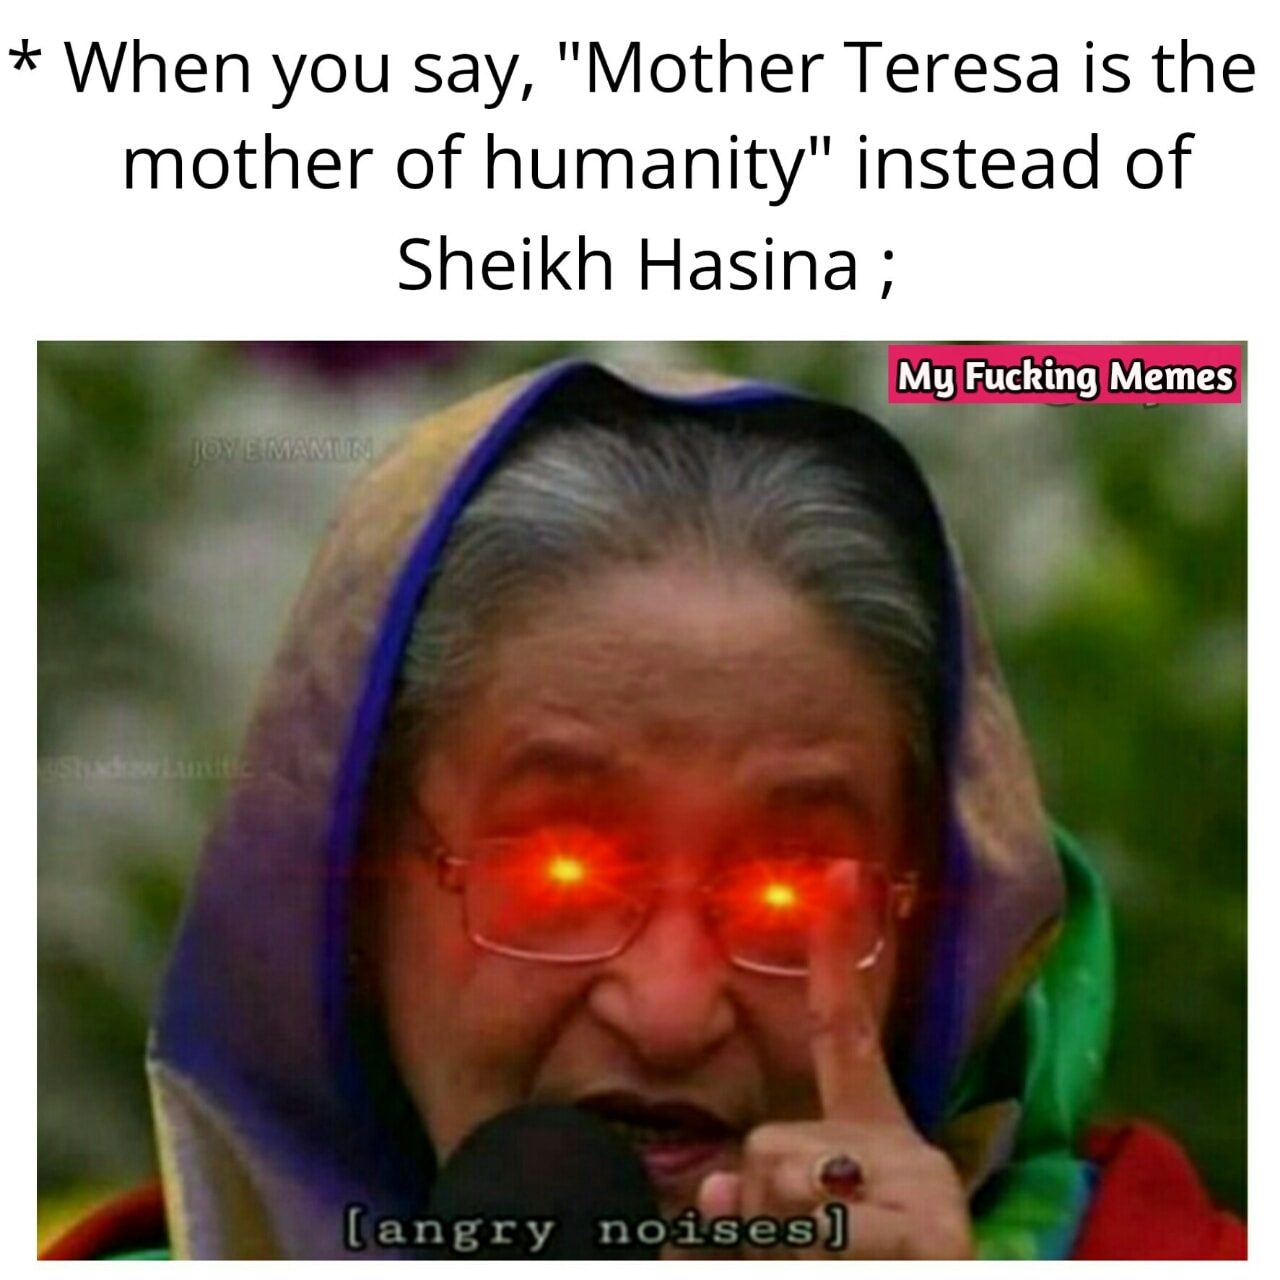 * When you say, "Mother Teresa is the
mother of humanity" instead of
Sheikh Hasina ;
My Fucking Memes
JOY E MAMUN
[angry noises]